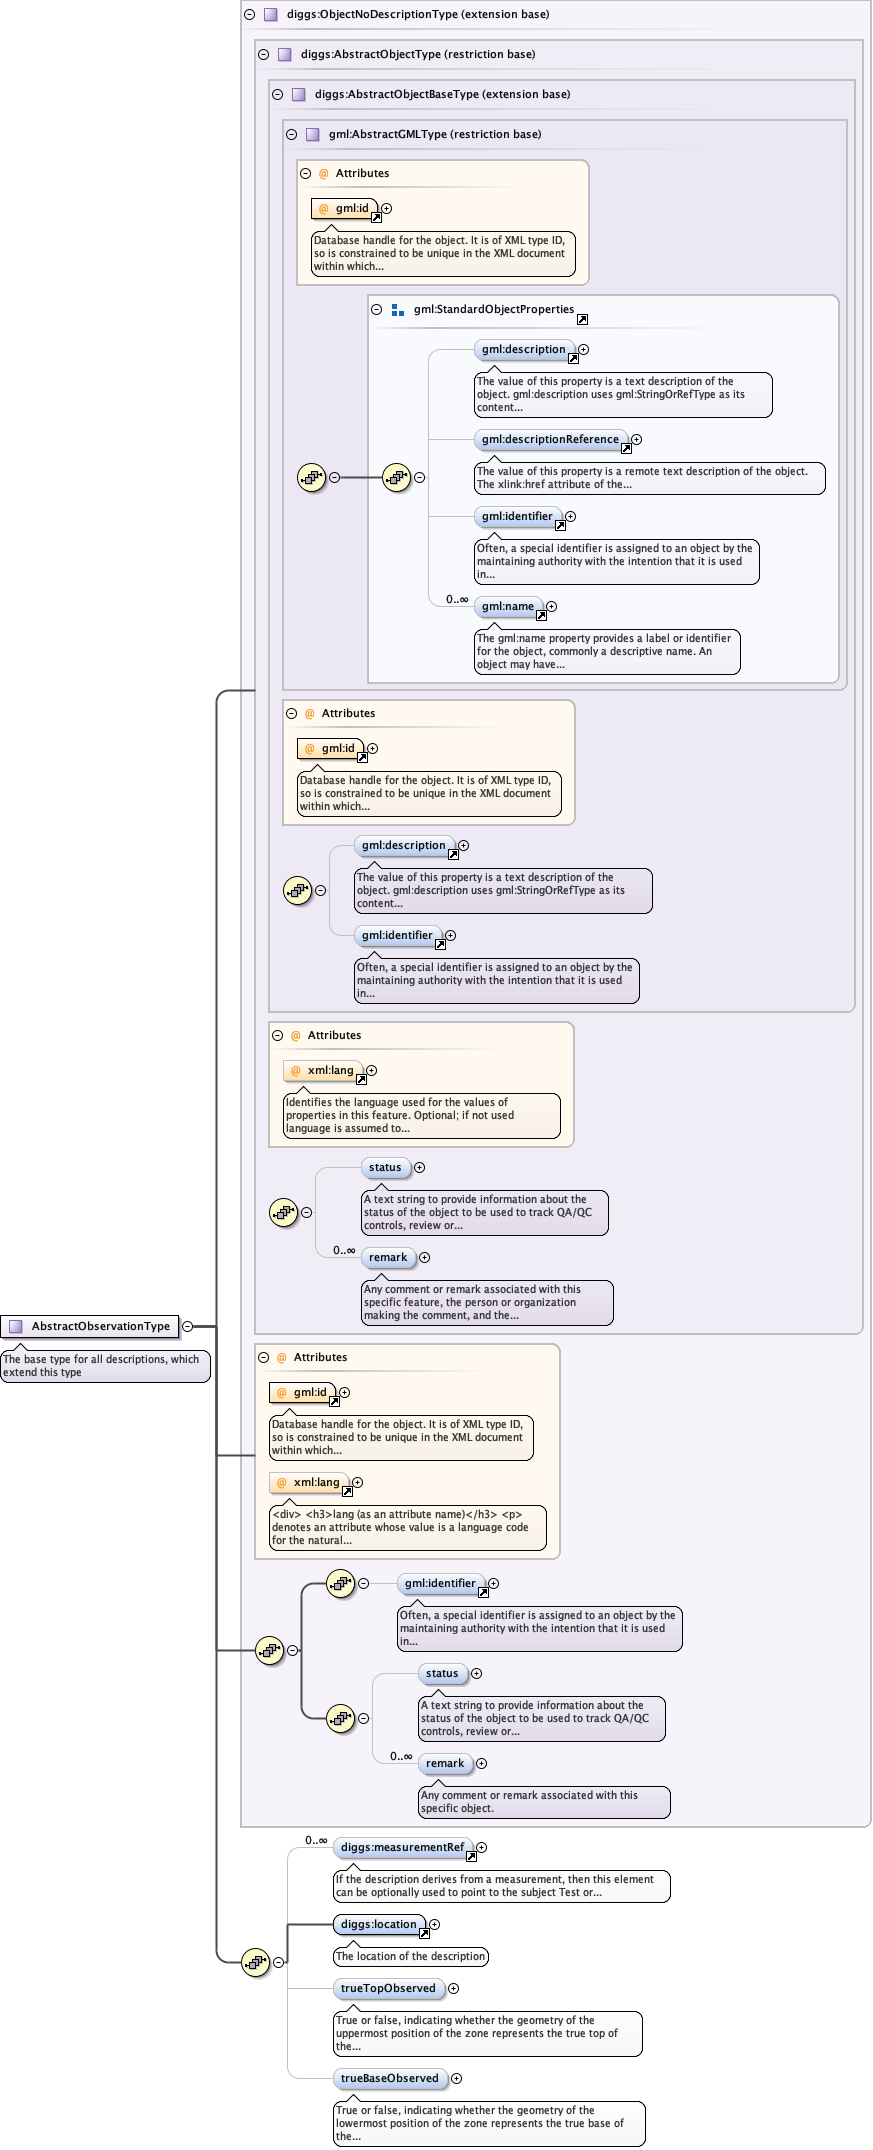 diggs:ObjectNoDescriptionType (extension base)
diggs:AbstractObjectType (restriction base)
diggs:AbstractObjectBaseType (extension base)
gml:AbstractGMLType (restriction base)
@ Attributes
@ gml:id
Database handle for the object. It is of XML type ID,
so is constrained to be unique in the XML document
within which...
gml:StandardObjectProperties
gml:description
The value of this property is a text description of the
object. gml:description uses gml:StringOrRefType as its
content...
gml:descriptionReference
The value of this property is a remote text description of the object.
The xlink:href attribute of the...
gml:identifier
Often, a special identifier is assigned to an object by the
maintaining authority with the intention that it is used
in...
0..∞
gml:name
The gml:name property provides a label or identifier
for the object, commonly a descriptive name. An
object may have...
@ Attributes
@ gml:id
Database handle for the object. It is of XML type ID,
so is constrained to be unique in the XML document
within which...
gml:description
The value of this property is a text description of the
object. gml:description uses gml:StringOrRefType as its
content...
gml:identifier
Often, a special identifier is assigned to an object by the
maintaining authority with the intention that it is used
in...
@ Attributes
@ xml:lang
Identifies the language used for the values of
properties in this feature. Optional; if not used
language is assumed to...
status
A text string to provide information about the
status of the object to be used to track QA/QC
controls, review or...
0..∞
remark
Any comment or remark associated with this
specific feature, the person or organization
making the comment, and the...
AbstractObservationType
The base type for all descriptions, which
extend this type
@ Attributes
@ gml:id
Database handle for the object. It is of XML type ID,
so is constrained to be unique in the XML document
within which...
@ xml:lang
<div> <h3>lang (as an attribute name)</h3> <p>
denotes an attribute whose value is a language code
for the natural...
gml:identifier
Often, a special identifier is assigned to an object by the
maintaining authority with the intention that it is used
in...
status
A text string to provide information about the
status of the object to be used to track QA/QC
controls, review or...
0..∞
remark
Any comment or remark associated with this
specific object.
0..∞
diggs:measurementRef
If the description derives from a measurement, then this element
can be optionally used to point to the subject Test or...
diggs:location
The location of the description
trueTopObserved
True or false, indicating whether the geometry of the
uppermost position of the zone represents the true top of
the...
trueBaseObserved
True or false, indicating whether the geometry of the
lowermost position of the zone represents the true base of
the...